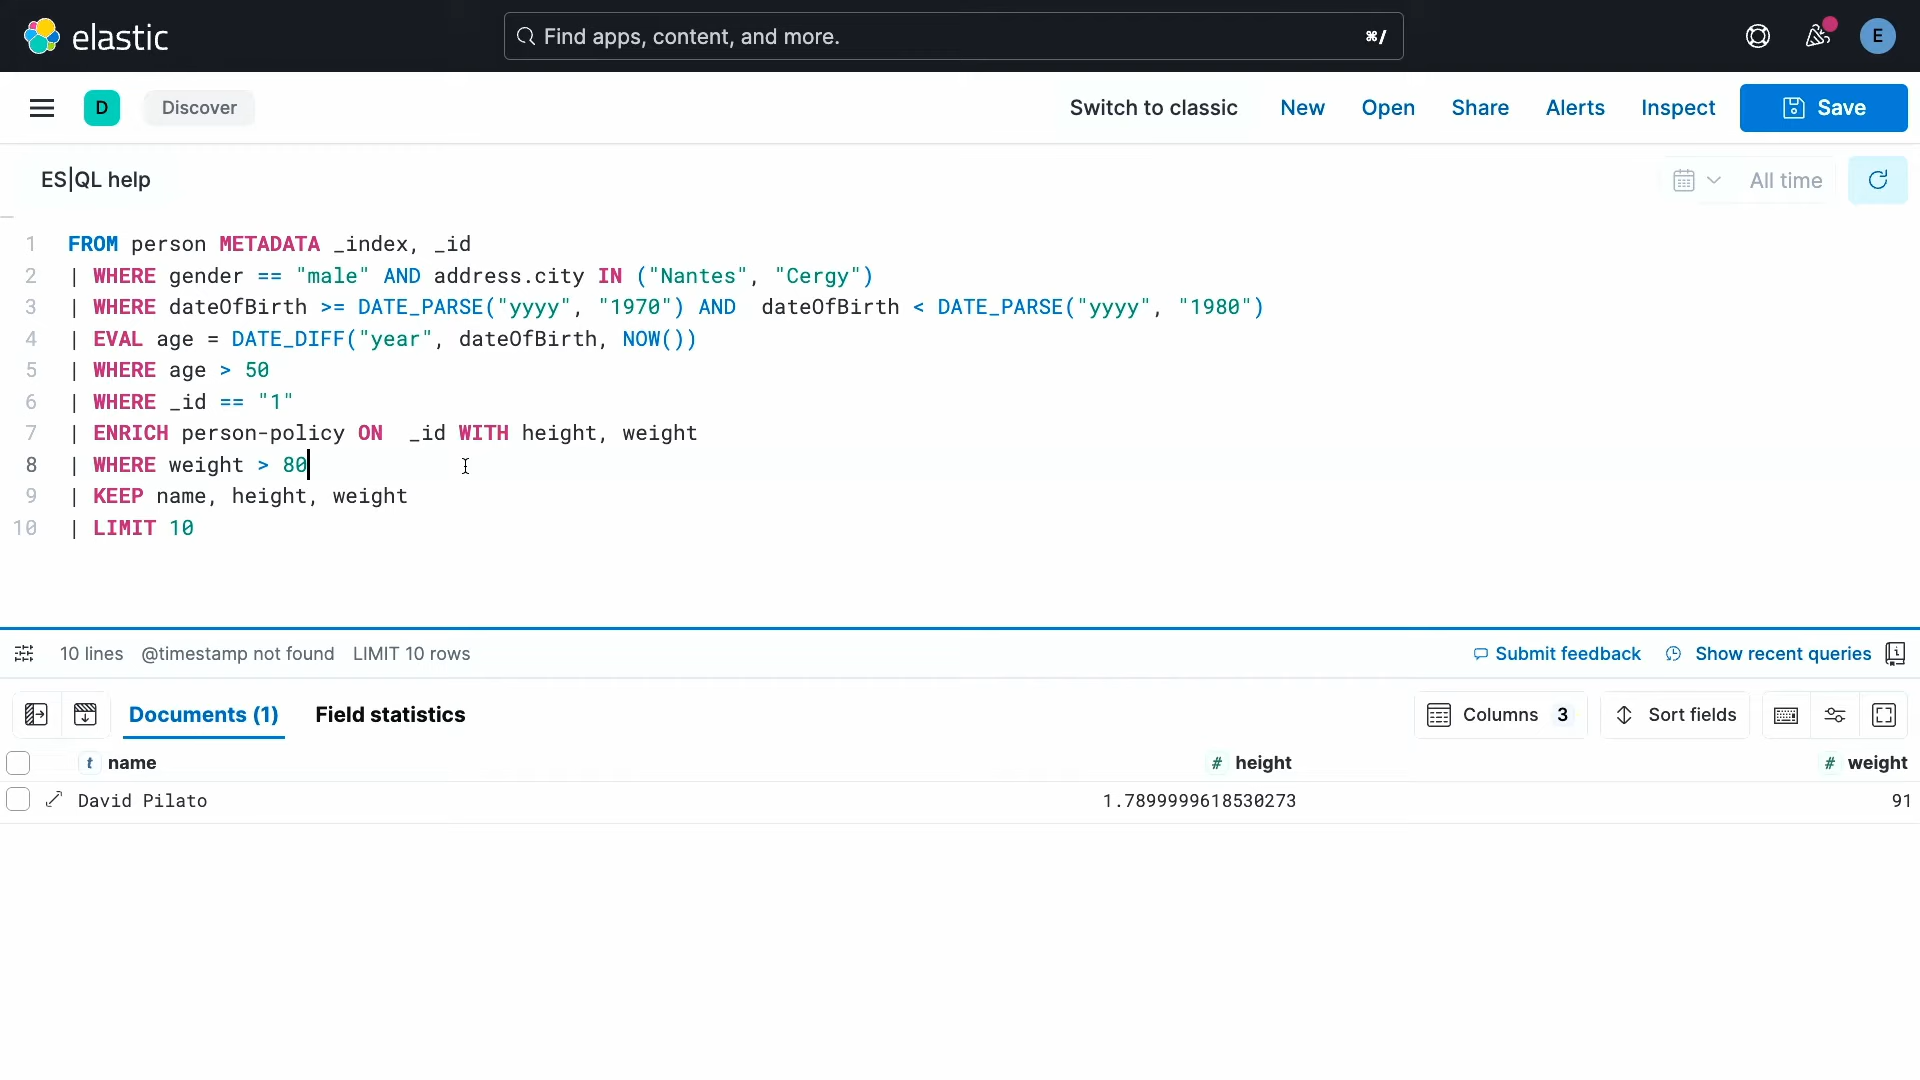 elastic
Find apps, content, and more.
⌘/
E
D
Discover
Switch to classic
New
Open
Share
Alerts
Inspect
Save
ES|QL help
All time
1 FROM person METADATA _index, _id
2 | WHERE gender == "male" AND address.city IN ("Nantes", "Cergy")
3 | WHERE dateOfBirth >= DATE_PARSE("yyyy", "1970") AND  dateOfBirth < DATE_PARSE("yyyy", "1980")
4 | EVAL age = DATE_DIFF("year", dateOfBirth, NOW())
5 | WHERE age > 50
6 | WHERE _id == "1"
7 | ENRICH person-policy ON  _id WITH height, weight
8 | WHERE weight > 80
9 | KEEP name, height, weight
10 | LIMIT 10
10 lines @timestamp not found LIMIT 10 rows
Submit feedback
Show recent queries
Documents (1)
Field statistics
Columns 3
Sort fields
t name
# height
# weight
David Pilato
1.7899999618530273
91